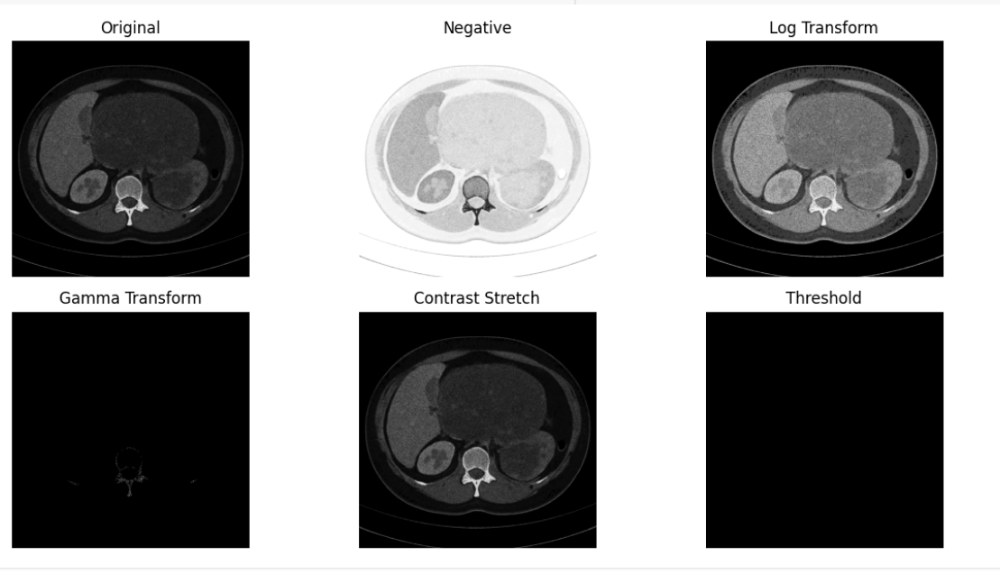 Original
Negative
Log Transform
Gamma Transform
Contrast Stretch
Threshold